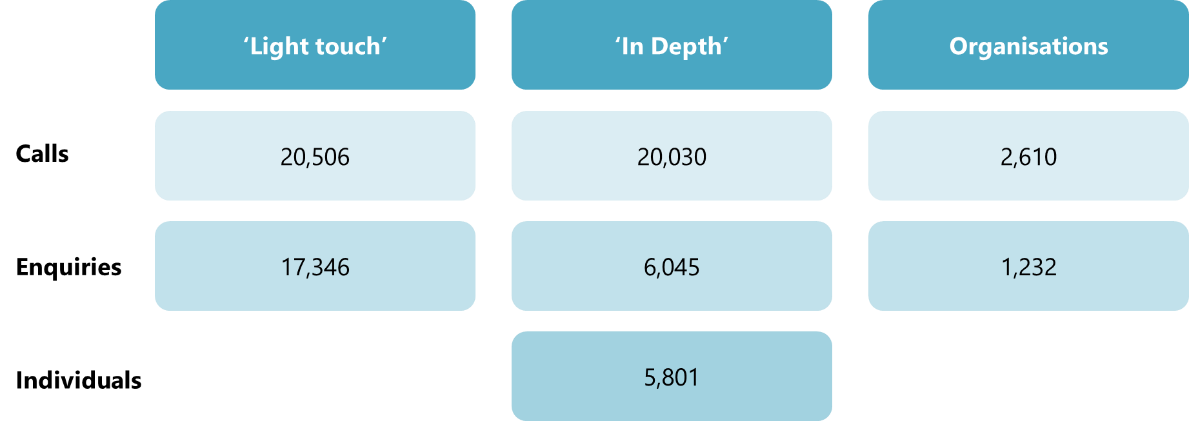 ‘Light touch’ ‘In Depth’ Organisations
Calls 20,506 20,030 2,610
Enquiries 17,346 6,045 1,232
Individuals 5,801